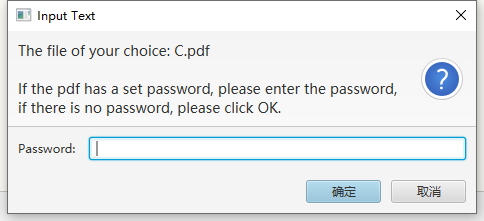 Input Text
The file of your choice: C.pdf
If the pdf has a set password, please enter the password,
if there is no password, please click OK.
Password:
确定 取消